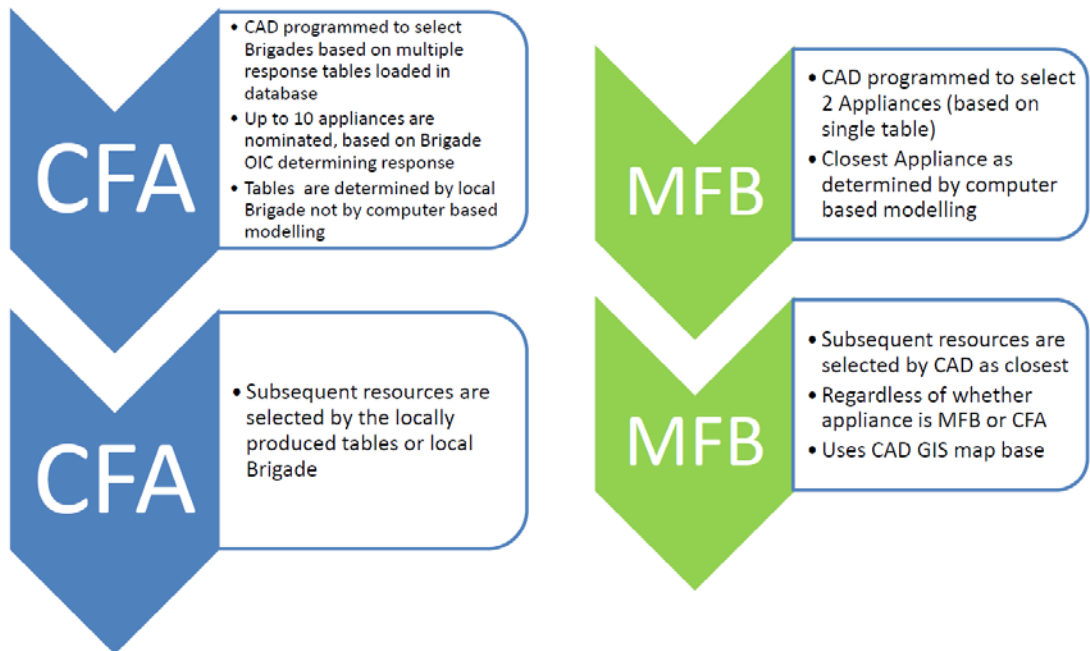 CFA
• CAD programmed to select
Brigades based on multiple
response tables loaded in
database
• Up to 10 appliances are
nominated, based on Brigade
OIC determining response
• Tables are determined by local
Brigade not by computer based
modelling
CFA
• Subsequent resources are
selected by the locally
produced tables or local
Brigade
MFB
• CAD programmed to select
2 Appliances (based on
single table)
• Closest Appliance as
determined by computer
based modelling
MFB
• Subsequent resources are
selected by CAD as closest
• Regardless of whether
appliance is MFB or CFA
• Uses CAD GIS map base